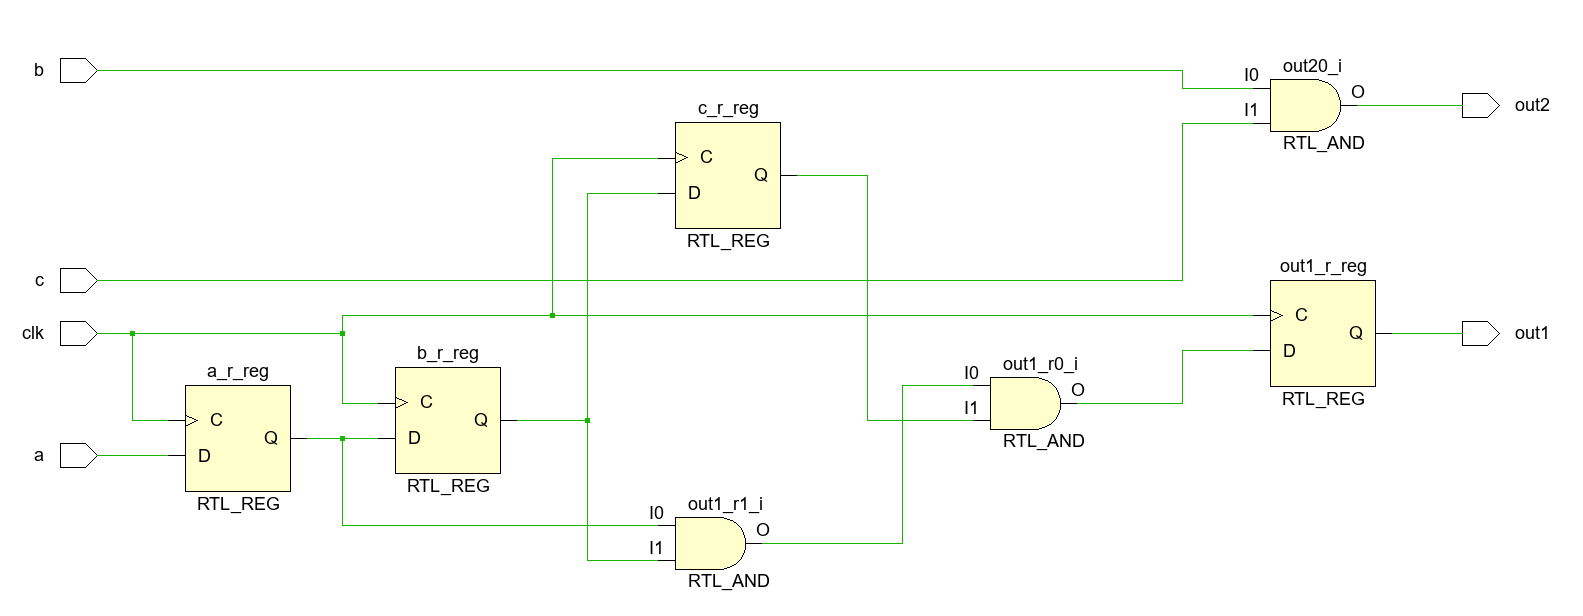 b
I0
out20_i
O
I1
out2
RTL_AND
c_r_reg
C
Q
D
RTL_REG
c
out1_r_reg
C
Q
D
RTL_REG
out1
clk
a_r_reg
C
Q
D
RTL_REG
a
b_r_reg
C
Q
D
RTL_REG
out1_r0_i
I0
O
I1
RTL_AND
out1_r1_i
I0
O
I1
RTL_AND